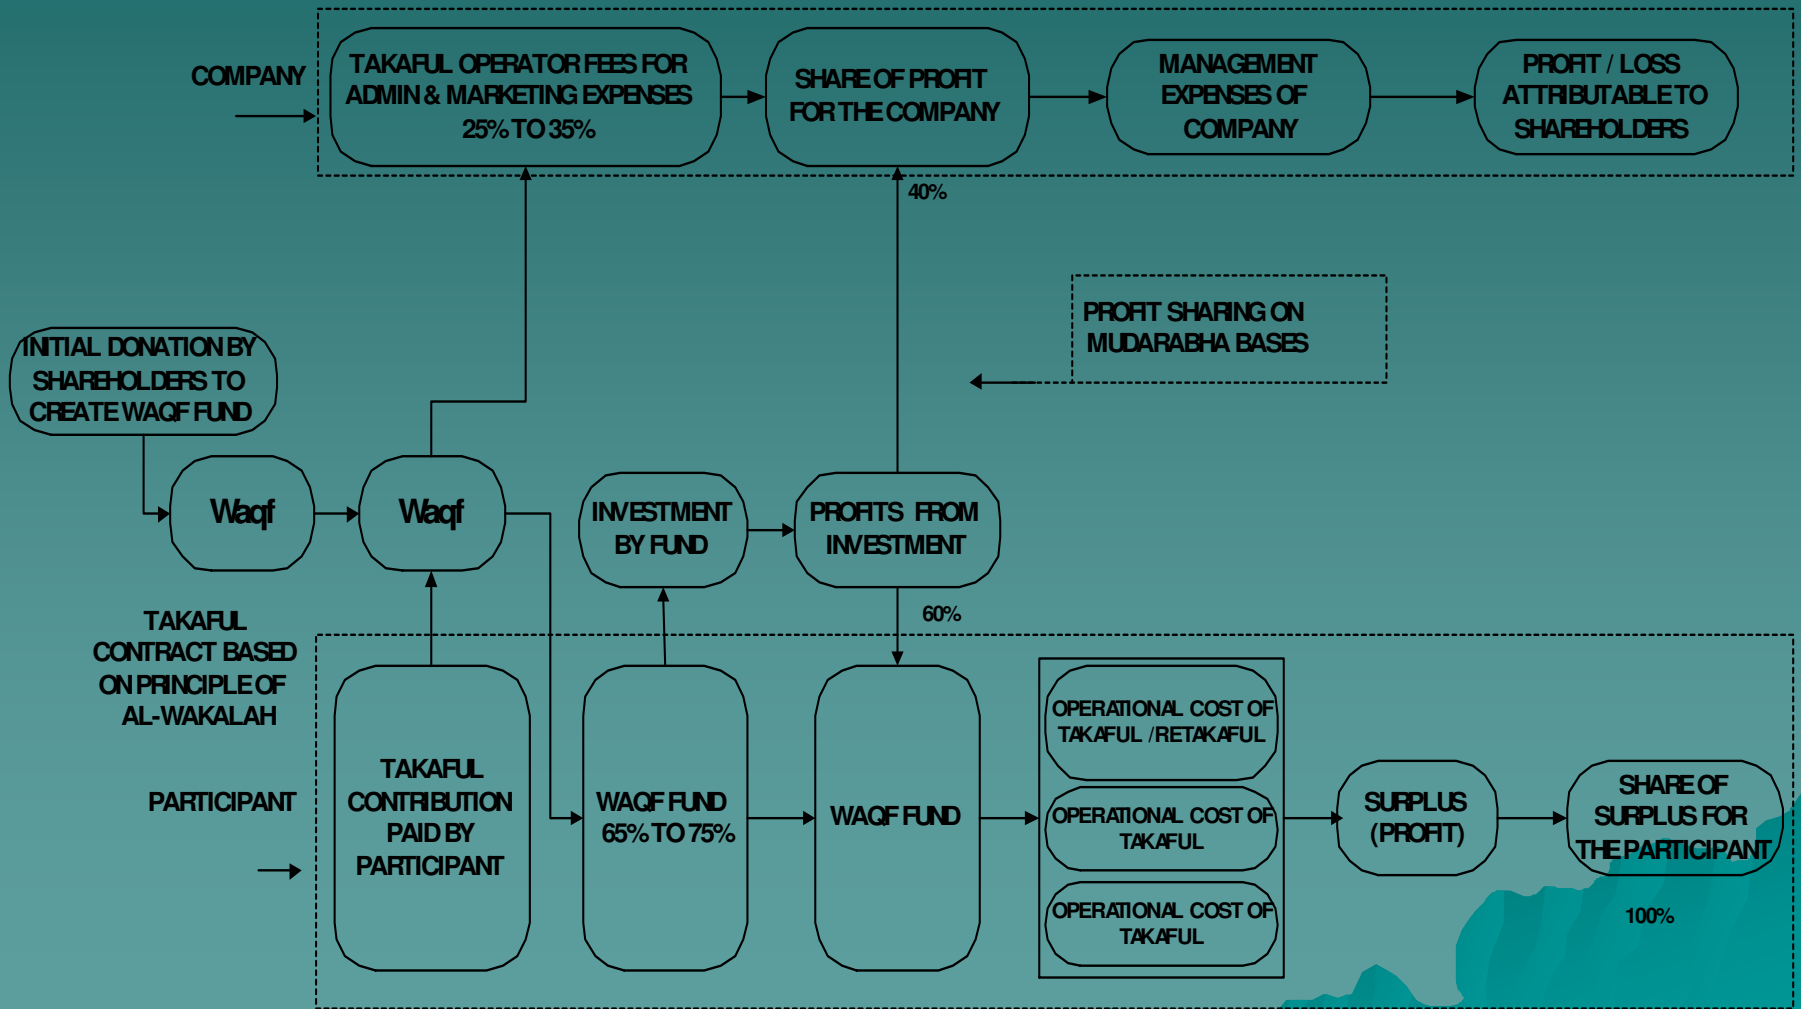 COMPANY
TAKAFUL OPERATOR FEES FOR
ADMIN & MARKETING EXPENSES
25% TO 35%
SHARE OF PROFIT
FOR THE COMPANY
MANAGEMENT
EXPENSES OF
COMPANY
PROFIT / LOSS
ATTRIBUTABLE TO
SHAREHOLDERS
40%
PROFIT SHARING ON
MUDARABHA BASES
INITIAL DONATION BY
SHAREHOLDERS TO
CREATE WAQF FUND
Waqf
Waqf
INVESTMENT
BY FUND
PROFITS FROM
INVESTMENT
60%
TAKAFUL
CONTRACT BASED
ON PRINCIPLE OF
AL-WAKALAH
PARTICIPANT
TAKAFUL
CONTRIBUTION
PAID BY
PARTICIPANT
WAQF FUND
65% TO 75%
WAQF FUND
OPERATIONAL COST OF
TAKAFUL /RETAKAFUL
OPERATIONAL COST OF
TAKAFUL
OPERATIONAL COST OF
TAKAFUL
SURPLUS
(PROFIT)
SHARE OF
SURPLUS FOR
THE PARTICIPANT
100%